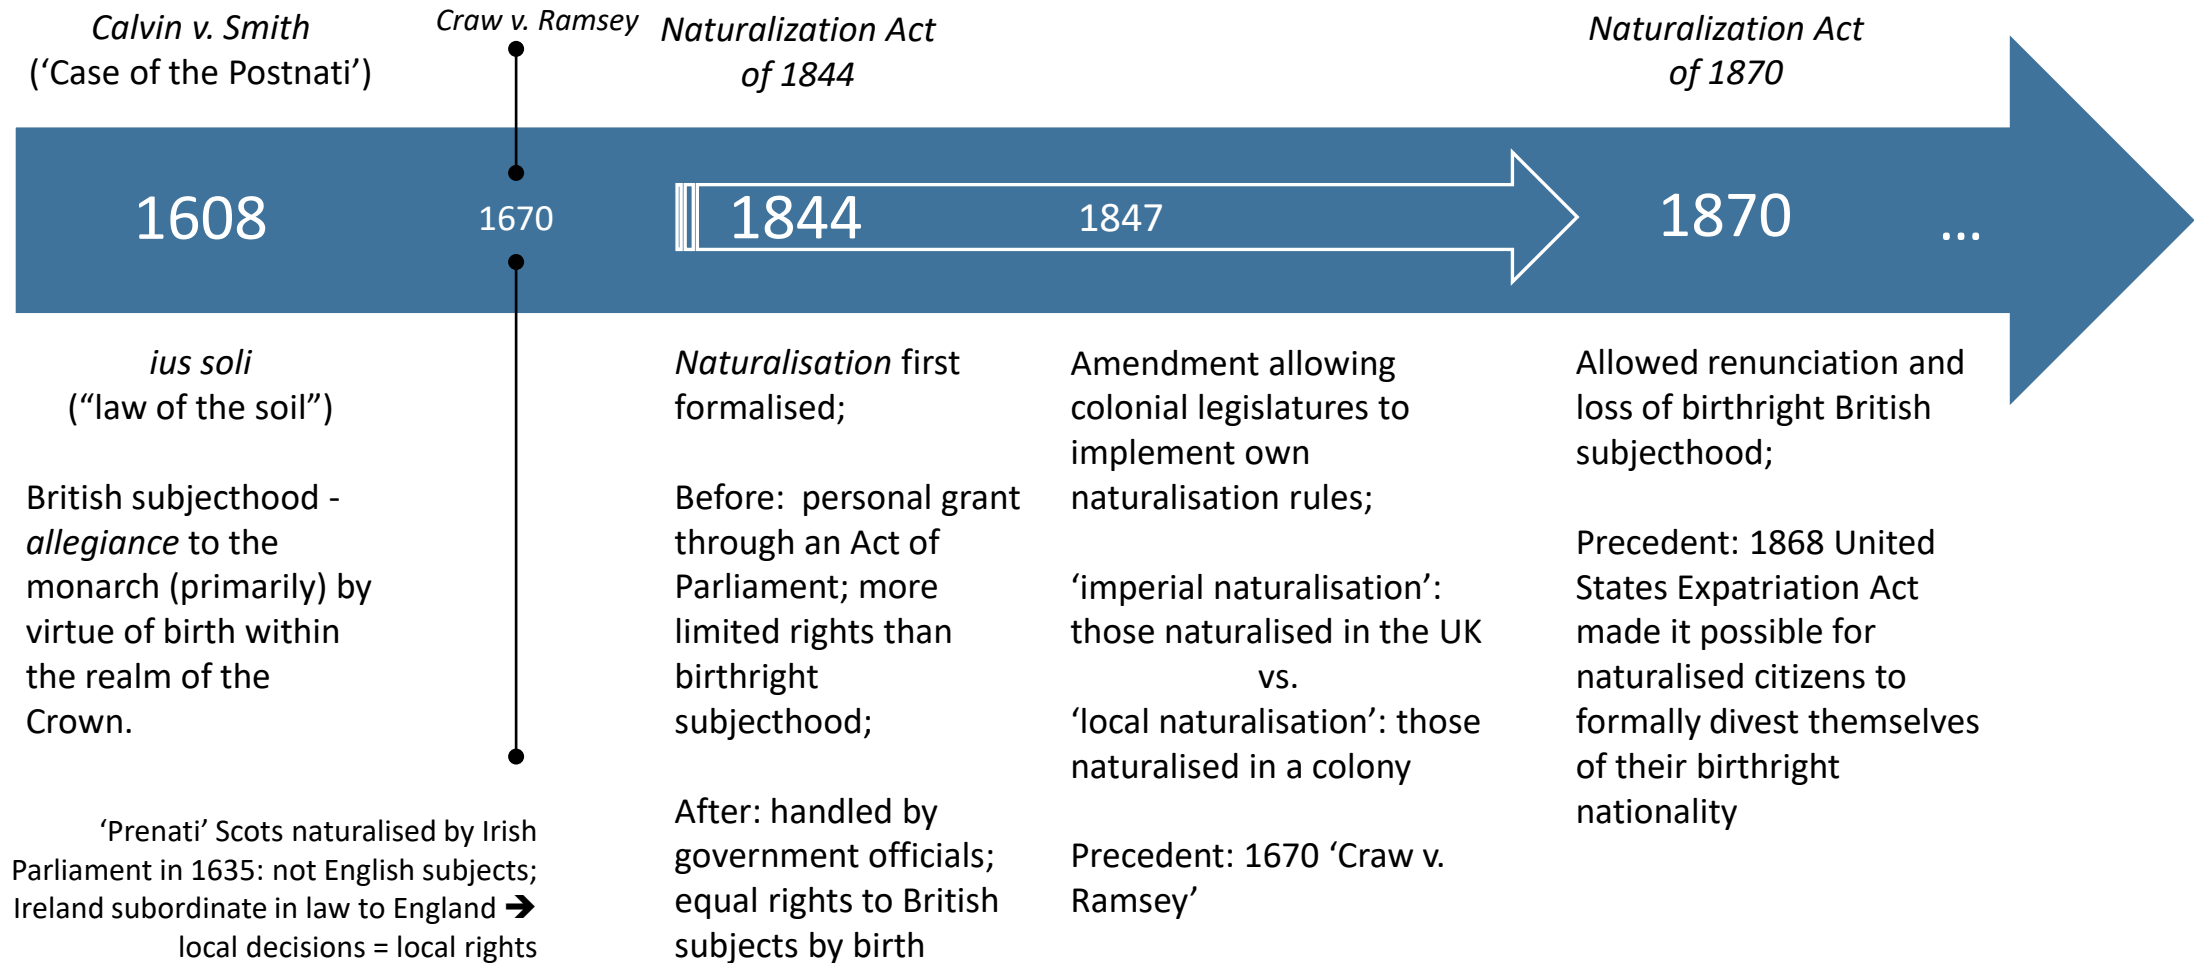 Calvin v. Smith
(‘Case of the Postnati’)
Craw v. Ramsey
Naturalization Act
of 1844
Naturalization Act
of 1870
1608
1670
1844
1847
1870
...
ius soli
(“law of the soil”)
British subjecthood -
allegiance to the
monarch (primarily) by
virtue of birth within
the realm of the
Crown.
‘Prenati’ Scots naturalised by Irish
Parliament in 1635: not English subjects;
Ireland subordinate in law to England ➔
local decisions = local rights
Naturalisation first
formalised;
Before: personal grant
through an Act of
Parliament; more
limited rights than
birthright
subjecthood;
After: handled by
government officials;
equal rights to British
subjects by birth
Amendment allowing
colonial legislatures to
implement own
naturalisation rules;
‘imperial naturalisation’:
those naturalised in the UK
vs.
‘local naturalisation’: those
naturalised in a colony
Precedent: 1670 ‘Craw v.
Ramsey’
Allowed renunciation and
loss of birthright British
subjecthood;
Precedent: 1868 United
States Expatriation Act
made it possible for
naturalised citizens to
formally divest themselves
of their birthright
nationality